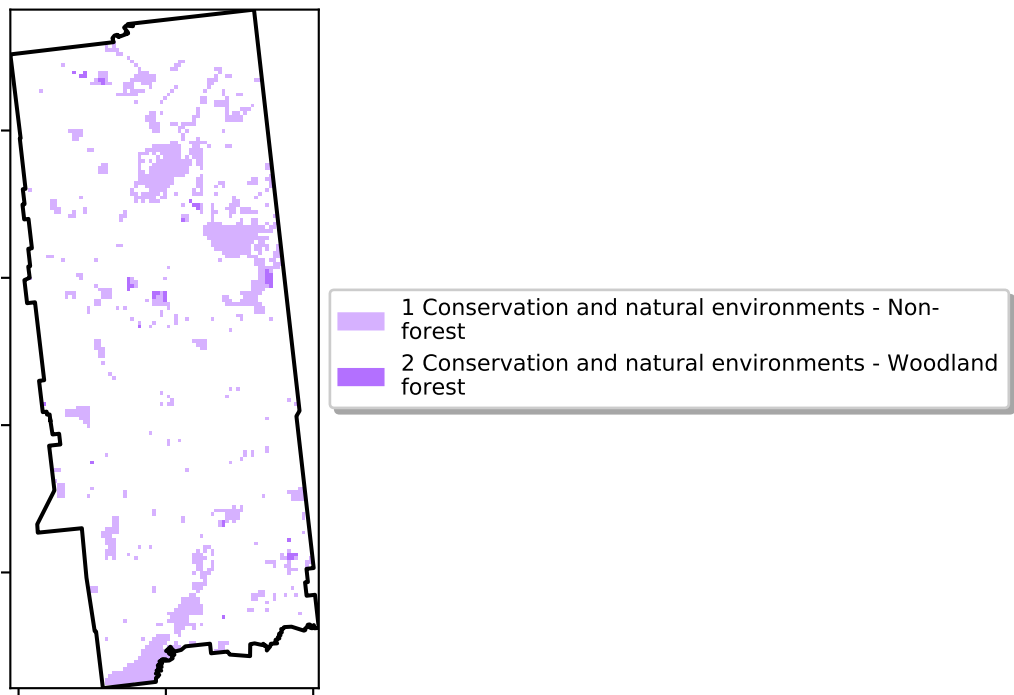 1 Conservation and natural environments - Non-
forest
2 Conservation and natural environments - Woodland
forest